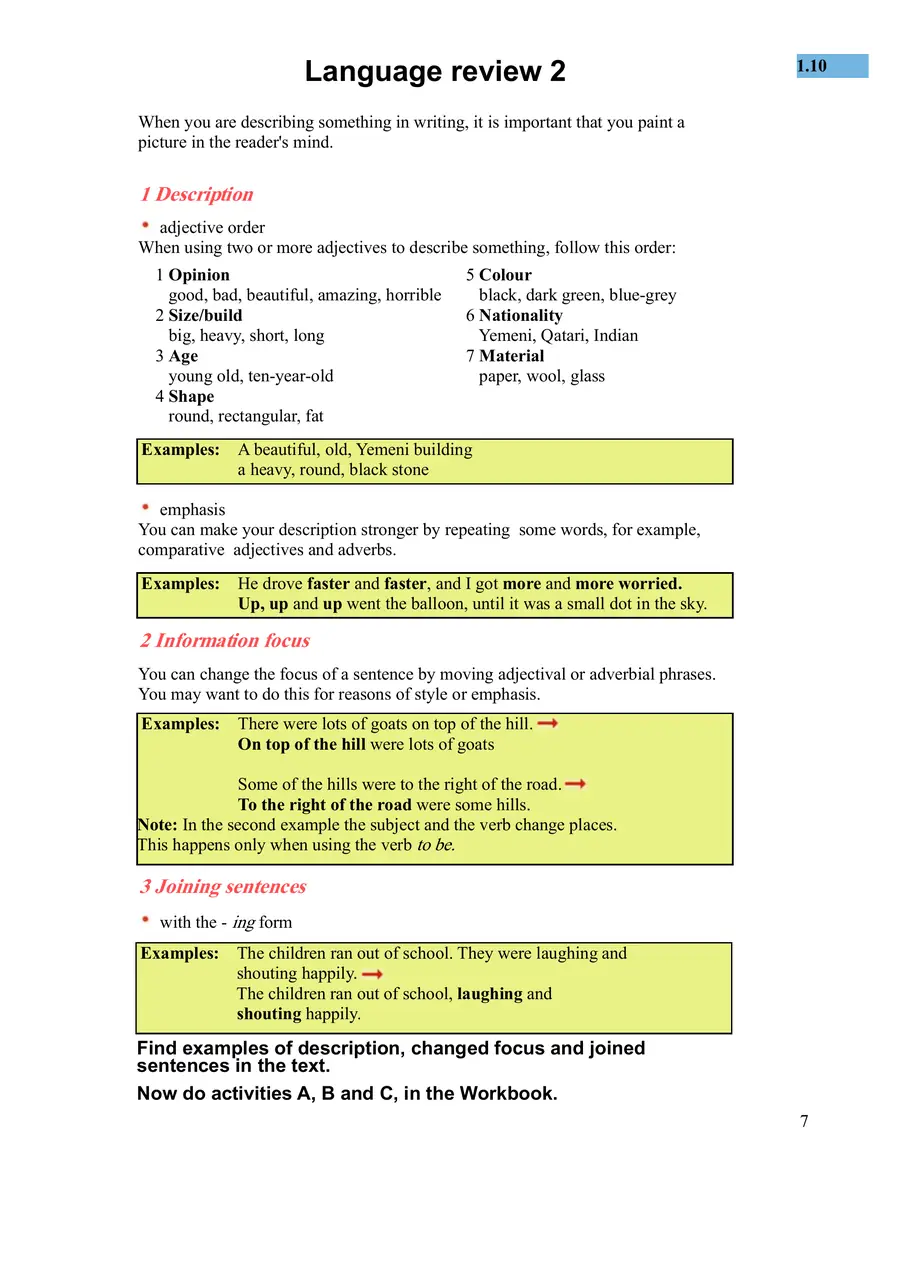 Language review 2
1.10
When you are describing something in writing, it is important that you paint a
picture in the reader's mind.
1 Description
• adjective order
When using two or more adjectives to describe something, follow this order:
1 Opinion
good, bad, beautiful, amazing, horrible
2 Size/build
big, heavy, short, long
3 Age
young old, ten-year-old
4 Shape
round, rectangular, fat
5 Colour
black, dark green, blue-grey
6 Nationality
Yemeni, Qatari, Indian
7 Material
paper, wool, glass
Examples: A beautiful, old, Yemeni building
a heavy, round, black stone
• emphasis
You can make your description stronger by repeating some words, for example,
comparative adjectives and adverbs.
Examples: He drove faster and faster, and I got more and more worried.
Up, up and up went the balloon, until it was a small dot in the sky.
2 Information focus
You can change the focus of a sentence by moving adjectival or adverbial phrases.
You may want to do this for reasons of style or emphasis.
Examples: There were lots of goats on top of the hill. →
On top of the hill were lots of goats
Some of the hills were to the right of the road. →
To the right of the road were some hills.
Note: In the second example the subject and the verb change places.
This happens only when using the verb to be.
3 Joining sentences
• with the - ing form
Examples: The children ran out of school. They were laughing and
shouting happily. →
The children ran out of school, laughing and
shouting happily.
Find examples of description, changed focus and joined
sentences in the text.
Now do activities A, B and C, in the Workbook.
7